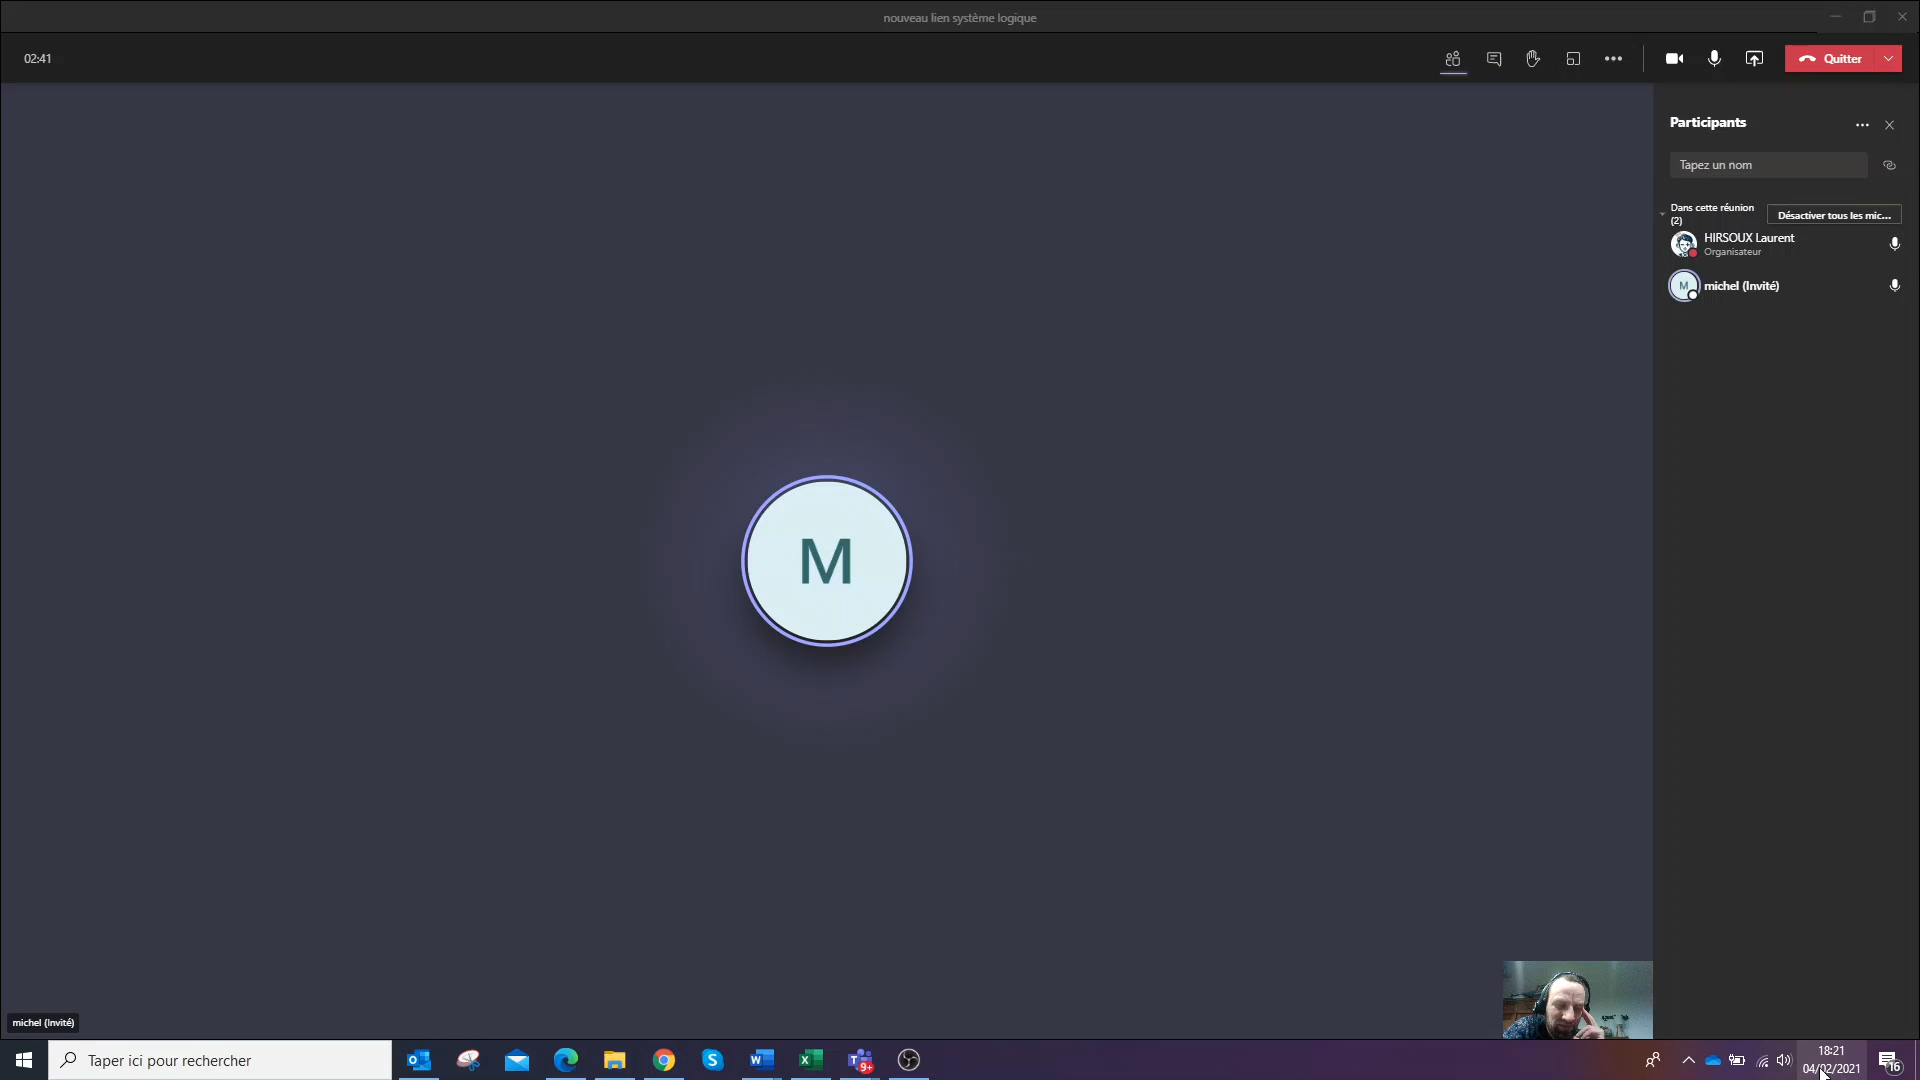 nouveau lien système logique
02:41
Quitter
Participants
Tapez un nom
Dans cette réunion
(2)
Désactiver tous les mic...
HIRSOUX Laurent
Organisateur
M
michel (Invité)
M
michel (Invité)
Taper ici pour rechercher
9+
18:21
04/02/2021
16